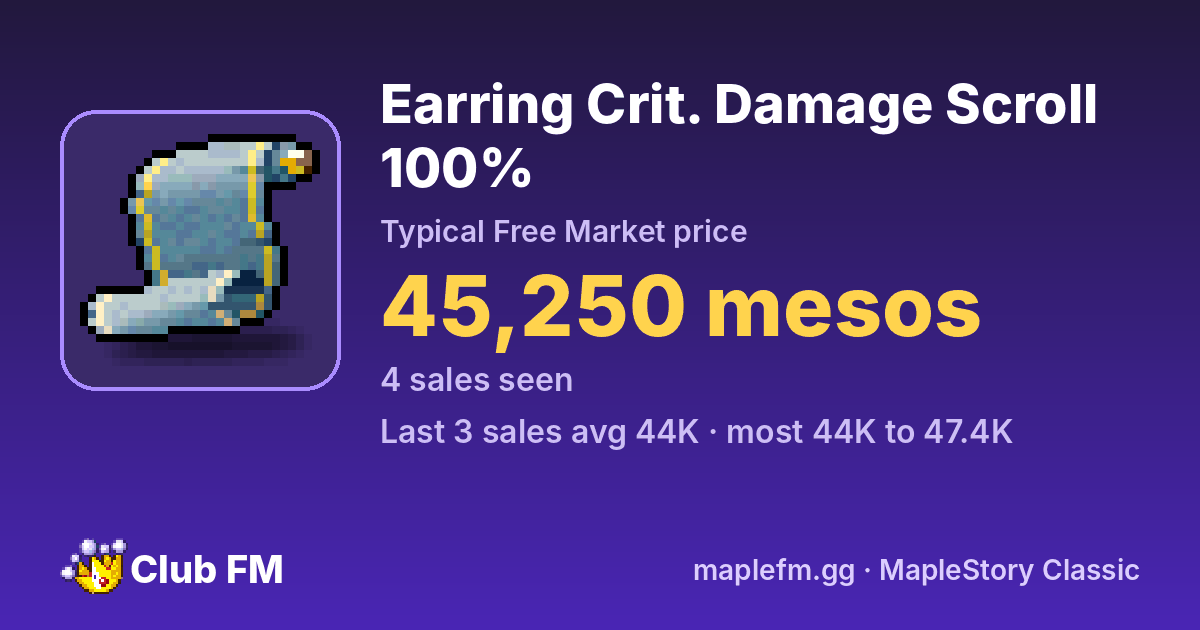 Earring Crit. Damage Scroll
100%
Typical Free Market price
45,250 mesos
4 sales seen
Last 3 sales avg 44K · most 44K to 47.4K
Club FM
maplefm.gg · MapleStory Classic